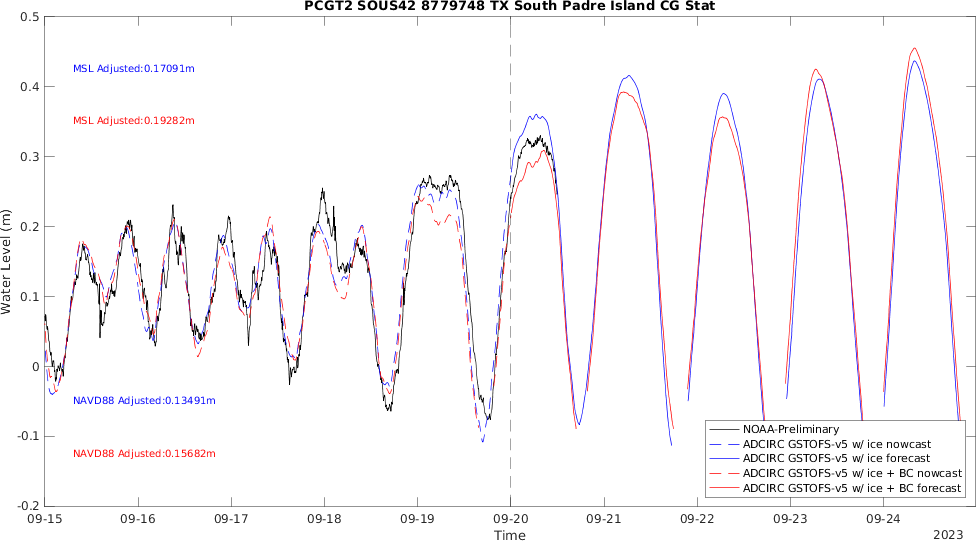 PCGT2 SOUS42 8779748 TX South Padre Island CG Stat
0.5
0.4
0.3
0.2
0.1
0
-0.1
-0.2
Water Level (m)
MSL Adjusted:0.17091m
MSL Adjusted:0.19282m
NAVD88 Adjusted:0.13491m
NAVD88 Adjusted:0.15682m
NOAA-Preliminary
ADCIRC GSTOFS-v5 w/ ice nowcast
ADCIRC GSTOFS-v5 w/ ice forecast
ADCIRC GSTOFS-v5 w/ ice + BC nowcast
ADCIRC GSTOFS-v5 w/ ice + BC forecast
09-15 09-16 09-17 09-18 09-19 09-20 09-21 09-22 09-23 09-24
Time
2023